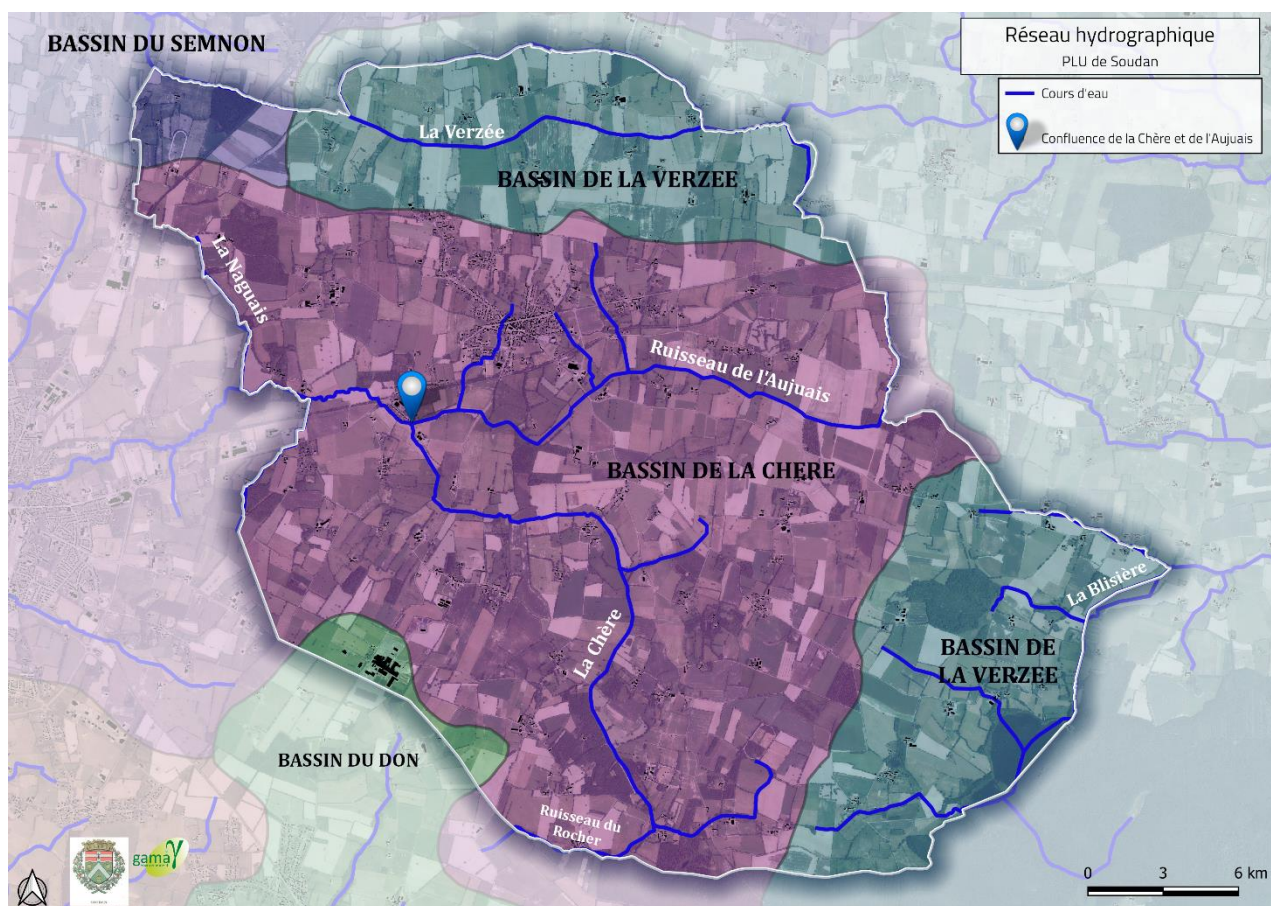 BASSIN DU SEMNON
Réseau hydrographique
PLU de Soudan
Cours d'eau
Confluence de la Chère et de l'Aujuais
La Verzée
BASSIN DE LA VERZEE
La Naguais
Ruisseau de l'Aujuais
BASSIN DE LA CHERE
La Blisière
BASSIN DE
LA VERZEE
La Chère
BASSIN DU DON
Ruisseau du
Rocher
gama
0 3 6 km